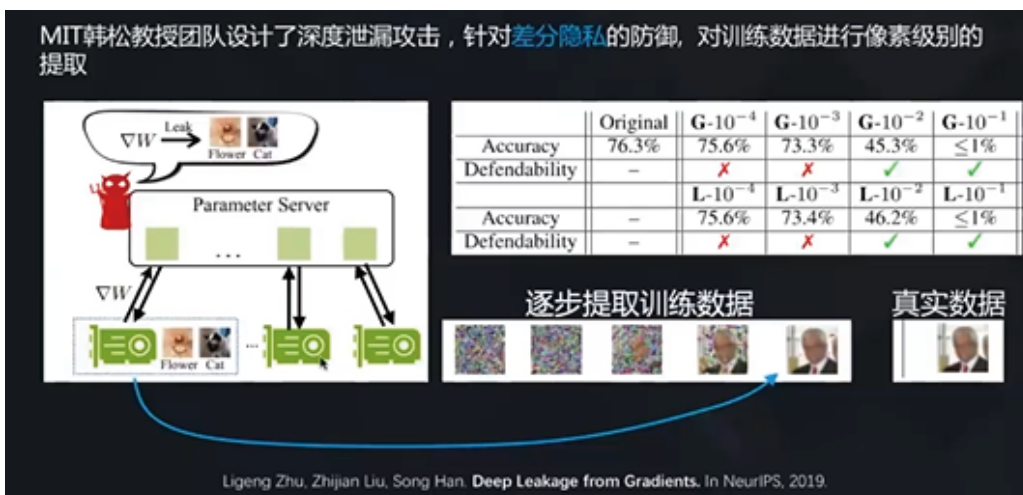 MIT韩松教授团队设计了深度泄漏攻击，针对差分隐私的防御，对训练数据进行像素级别的
提取
∇W Leak
Flower Cat
Parameter Server
...
∇W
Flower Cat
...
Original G-10⁻⁴ G-10⁻³ G-10⁻² G-10⁻¹
Accuracy 76.3% 75.6% 73.3% 45.3% ≤1%
Defendability – ✗ ✗ ✓ ✓
L-10⁻⁴ L-10⁻³ L-10⁻² L-10⁻¹
Accuracy – 75.6% 73.4% 46.2% ≤1%
Defendability – ✗ ✗ ✓ ✓
逐步提取训练数据
真实数据
Ligeng Zhu, Zhijian Liu, Song Han. Deep Leakage from Gradients. In NeurIPS, 2019.